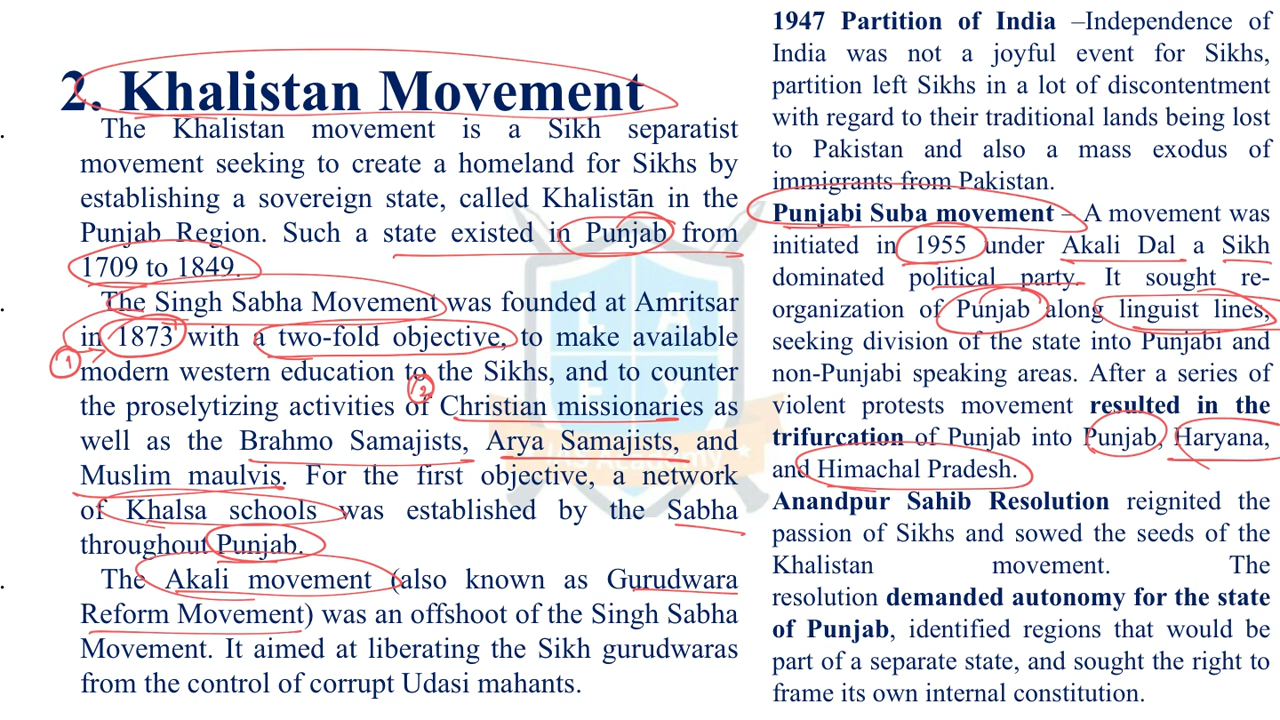 2. Khalistan Movement
. The Khalistan movement is a Sikh separatist
movement seeking to create a homeland for Sikhs by
establishing a sovereign state, called Khalistān in the
Punjab Region. Such a state existed in Punjab from
1709 to 1849.
. The Singh Sabha Movement was founded at Amritsar
in 1873 with a two-fold objective, to make available
1
modern western education to the Sikhs, and to counter
2
the proselytizing activities of Christian missionaries as
well as the Brahmo Samajists, Arya Samajists, and
Muslim maulvis. For the first objective, a network
of Khalsa schools was established by the Sabha
throughout Punjab.
. The Akali movement (also known as Gurudwara
Reform Movement) was an offshoot of the Singh Sabha
Movement. It aimed at liberating the Sikh gurudwaras
from the control of corrupt Udasi mahants.
1947 Partition of India –Independence of
India was not a joyful event for Sikhs,
partition left Sikhs in a lot of discontentment
with regard to their traditional lands being lost
to Pakistan and also a mass exodus of
immigrants from Pakistan.
Punjabi Suba movement – A movement was
initiated in 1955 under Akali Dal a Sikh
dominated political party. It sought re-
organization of Punjab along linguist lines,
seeking division of the state into Punjabi and
non-Punjabi speaking areas. After a series of
violent protests movement resulted in the
trifurcation of Punjab into Punjab, Haryana,
and Himachal Pradesh.
Anandpur Sahib Resolution reignited the
passion of Sikhs and sowed the seeds of the
Khalistan movement. The
resolution demanded autonomy for the state
of Punjab, identified regions that would be
part of a separate state, and sought the right to
frame its own internal constitution.